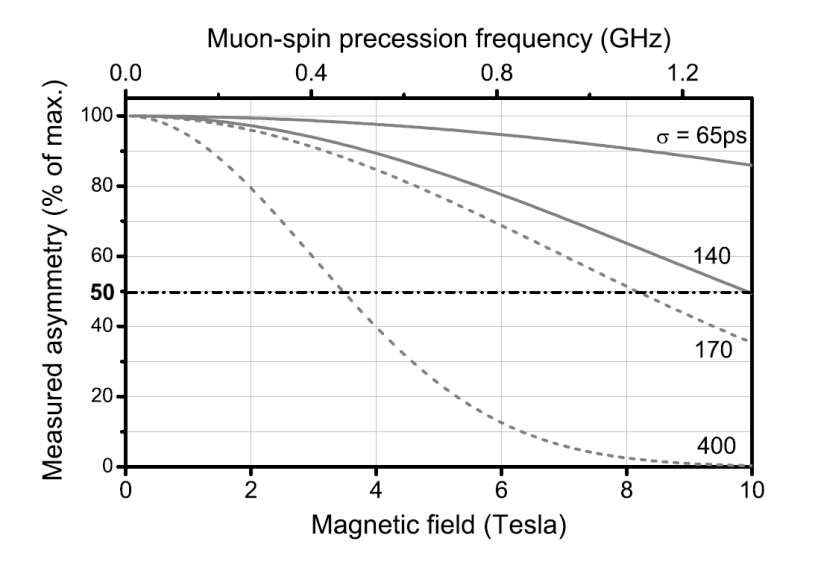 Muon-spin precession frequency (GHz)
0.0 0.4 0.8 1.2
Measured asymmetry (% of max.)
100
80
60
50
40
20
0
σ = 65ps
140
170
400
0 2 4 6 8 10
Magnetic field (Tesla)